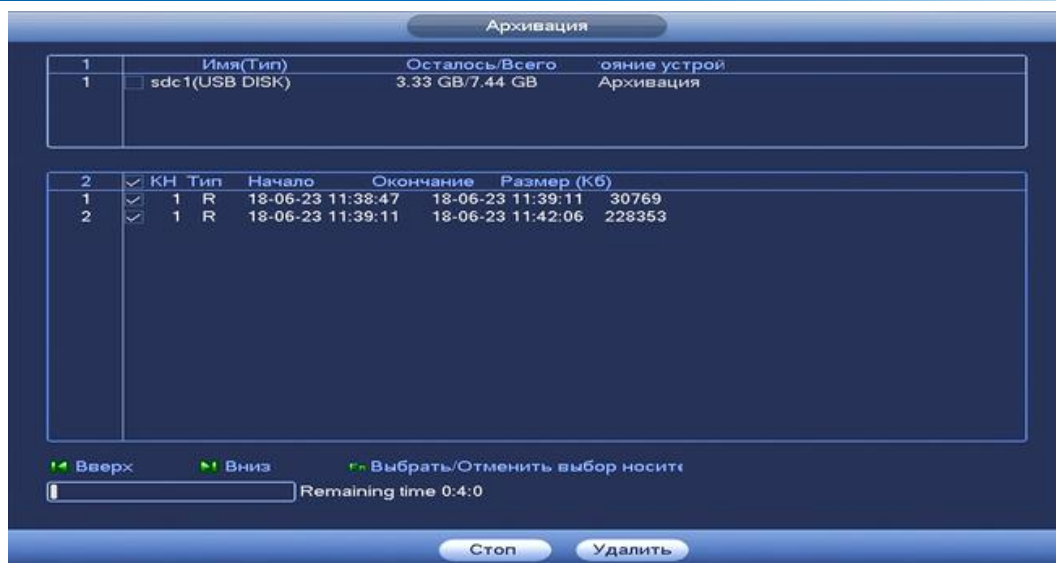 Архивация
1 Имя(Тип) Осталось/Всего ояние устрой
1 sdc1(USB DISK) 3.33 GB/7.44 GB Архивация
2 КН Тип Начало Окончание Размер (Кб)
1 1 R 18-06-23 11:38:47 18-06-23 11:39:11 30769
2 1 R 18-06-23 11:39:11 18-06-23 11:42:06 228353
Вверх Вниз Fn Выбрать/Отменить выбор носите
Remaining time 0:4:0
Стоп Удалить